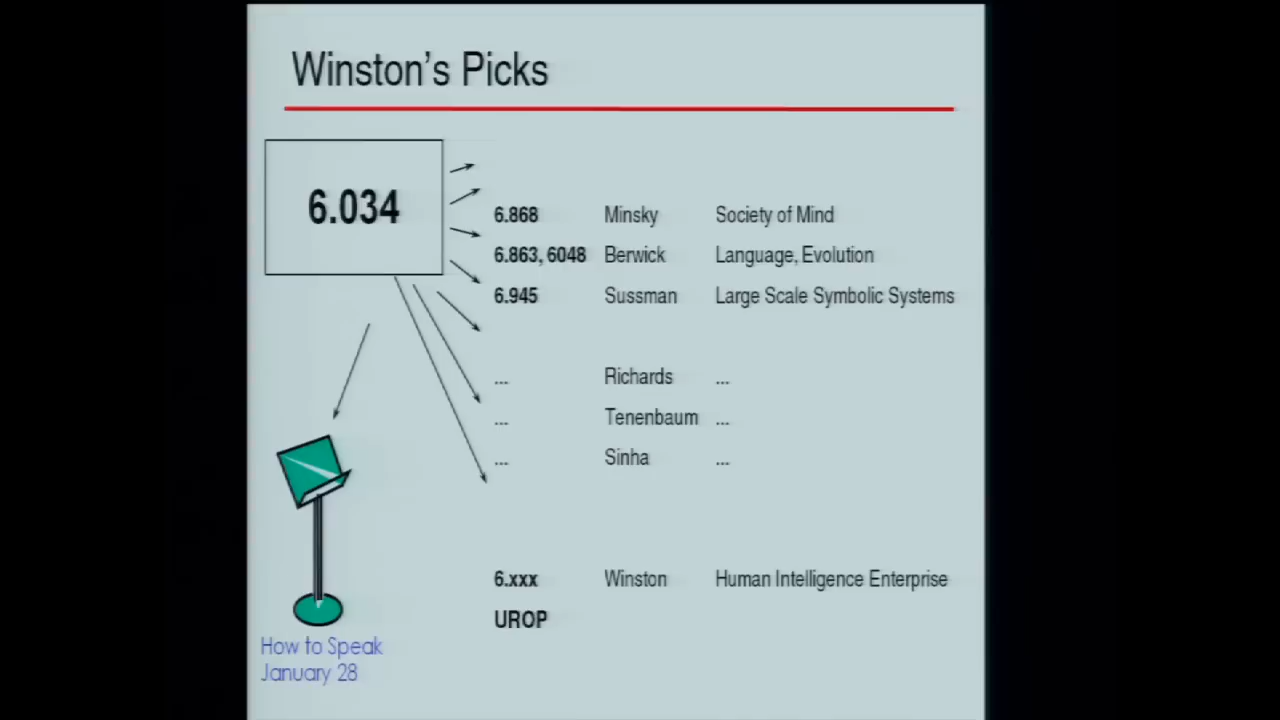 Winston's Picks
6.034
6.868 Minsky Society of Mind
6.863, 6048 Berwick Language, Evolution
6.945 Sussman Large Scale Symbolic Systems
... Richards ...
... Tenenbaum ...
... Sinha ...
6.xxx Winston Human Intelligence Enterprise
UROP
How to Speak
January 28